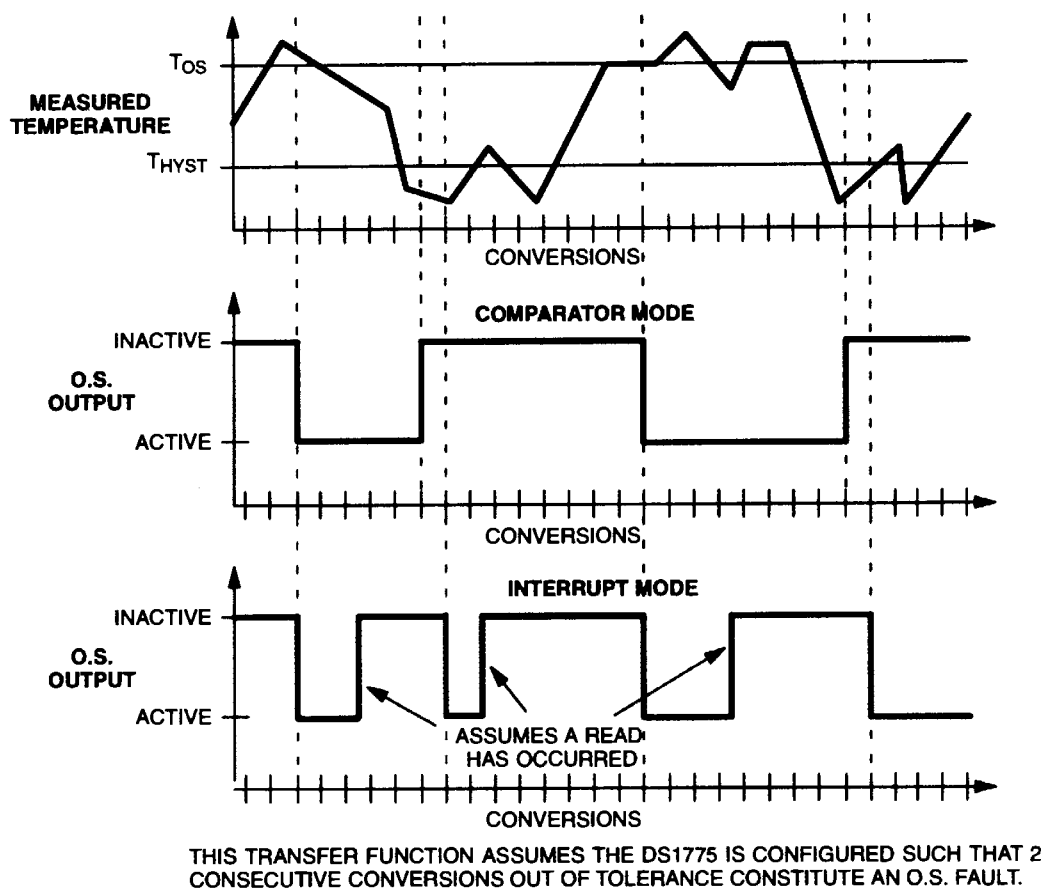 TOS
MEASURED
TEMPERATURE
THYST
CONVERSIONS
COMPARATOR MODE
INACTIVE
O.S.
OUTPUT
ACTIVE
CONVERSIONS
INTERRUPT MODE
INACTIVE
O.S.
OUTPUT
ACTIVE
ASSUMES A READ
HAS OCCURRED
CONVERSIONS
THIS TRANSFER FUNCTION ASSUMES THE DS1775 IS CONFIGURED SUCH THAT 2
CONSECUTIVE CONVERSIONS OUT OF TOLERANCE CONSTITUTE AN O.S. FAULT.